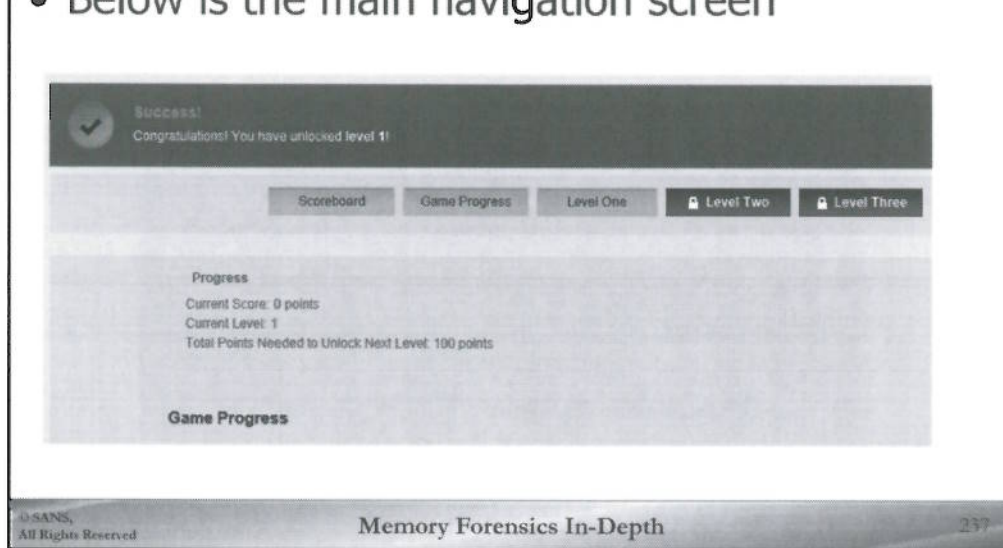 • Below is the main navigation screen
Success!
Congratulations! You have unlocked level 1!
Scoreboard Game Progress Level One Level Two Level Three
Progress
Current Score: 0 points
Current Level: 1
Total Points Needed to Unlock Next Level: 100 points
Game Progress
© SANS,
All Rights Reserved
Memory Forensics In-Depth
237